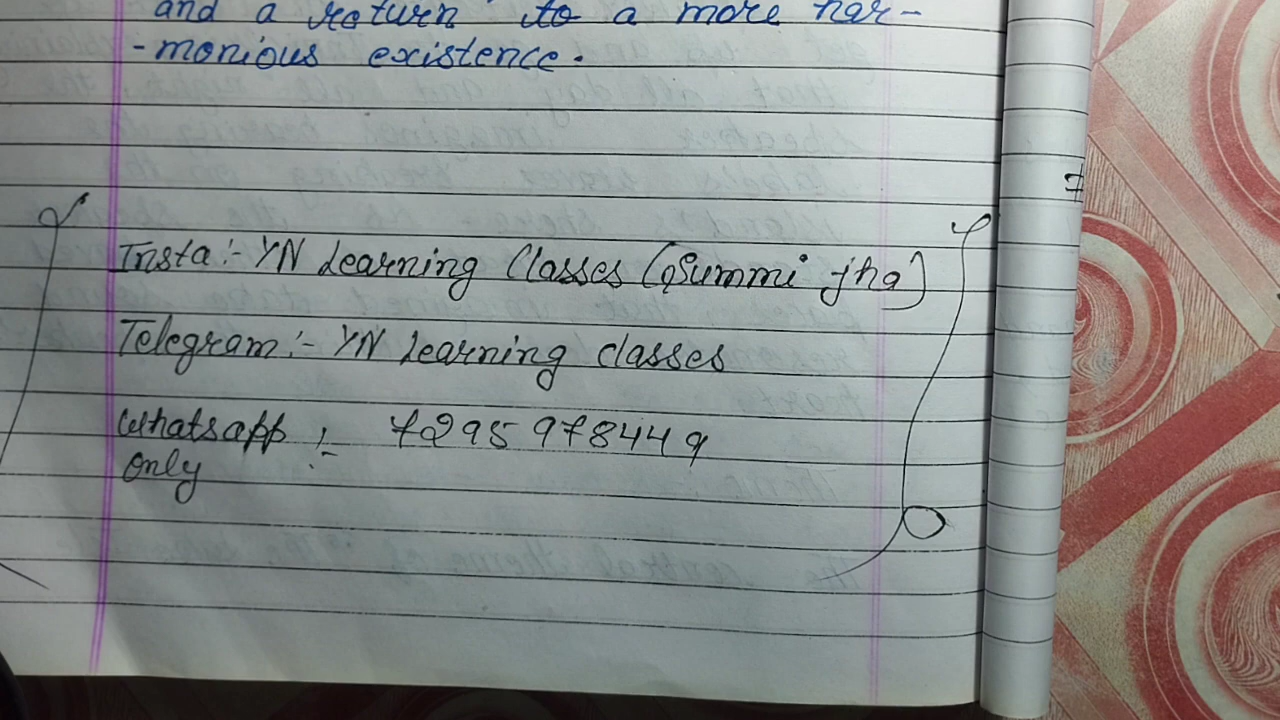 and a return to a more har-
-monious existence.
Insta:- YN Learning Classes (Summi jha)
Telegram:- YN Learning classes
Whatsapp :- 7295978449
only